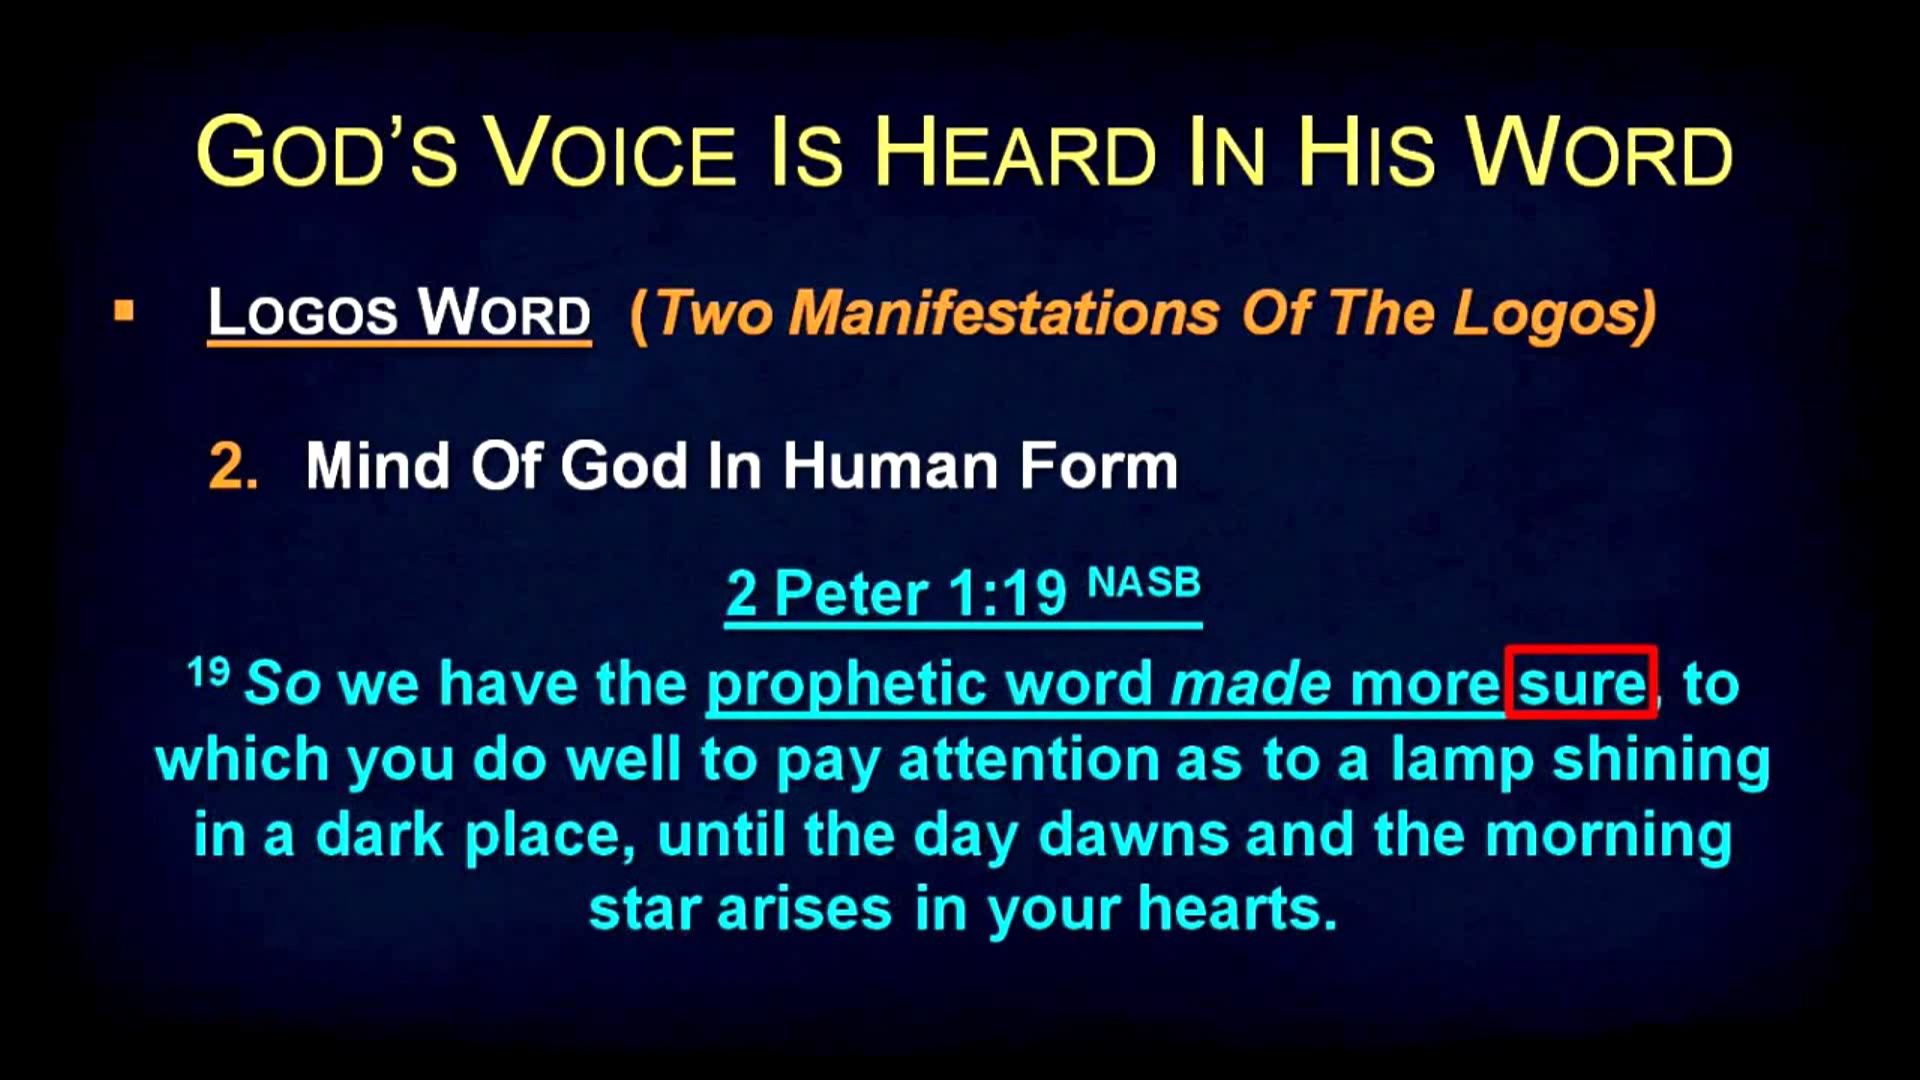 GOD'S VOICE IS HEARD IN HIS WORD
▪ LOGOS WORD (Two Manifestations Of The Logos)
2. Mind Of God In Human Form
2 Peter 1:19 NASB
19 So we have the prophetic word made more sure, to
which you do well to pay attention as to a lamp shining
in a dark place, until the day dawns and the morning
star arises in your hearts.